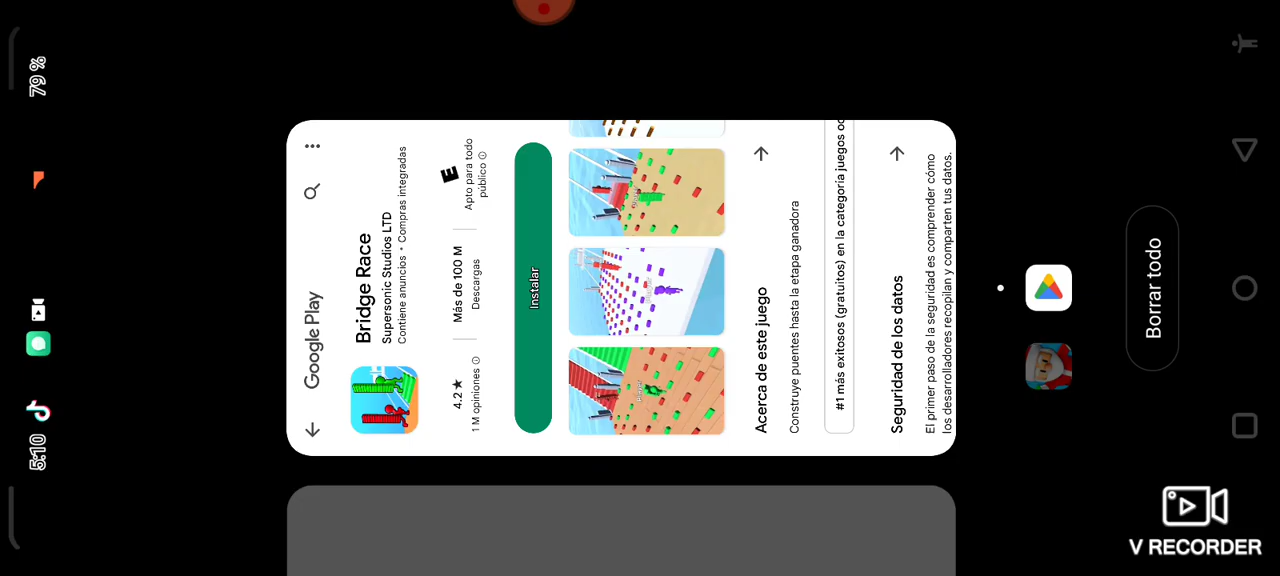 5:10
79 %
Google Play
Bridge Race
Supersonic Studios LTD
Contiene anuncios • Compras integradas
4.2★
1 M opiniones
Más de 100 M
Descargas
E
Apto para todo
público
Instalar
Acerca de este juego
Construye puentes hasta la etapa ganadora
#1 más exitosos (gratuitos) en la categoría juegos
Seguridad de los datos
El primer paso de la seguridad es comprender cómo
los desarrolladores recopilan y comparten tus datos.
Borrar todo
V RECORDER